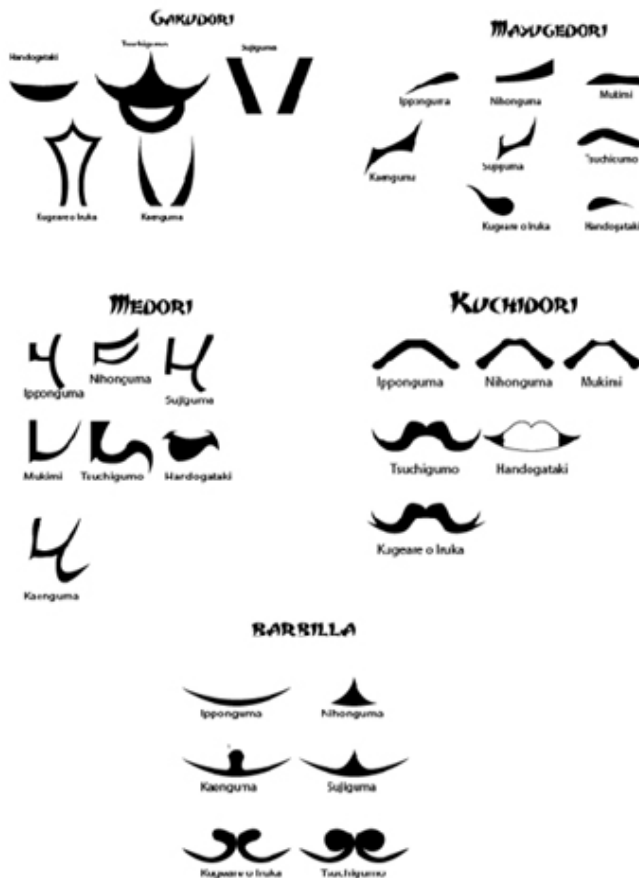 GAKUDORI
Handogataki
Tsuchigumo
Sujiguma
Kugeare o Iruka
Kaenguma
MAYUGEDORI
Ipponguma
Nihonguma
Mukimi
Kaenguma
Sujiguma
Tsuchigumo
Kugeare o Iruka
Handogataki
MEDORI
Ipponguma
Nihonguma
Sujiguma
Mukimi
Tsuchigumo
Handogataki
Kaenguma
KUCHIDORI
Ipponguma
Nihonguma
Mukimi
Tsuchigumo
Handogataki
Kugeare o Iruka
BARBILLA
Ipponguma
Nihonguma
Kaenguma
Sujiguma
Kugeare o Iruka
Tsuchigumo